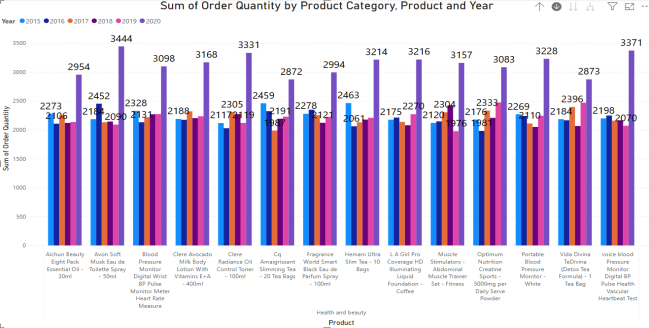 Sum of Order Quantity by Product Category, Product and Year
Year 2015 2016 2017 2018 2019 2020
Sum of Order Quantity
3500
3000
2500
2000
1500
1000
500
0
2273 2106 2954
2184 2452 2090 3444
2328 2131 3098
2188 3168
2117 2305 2119 3331
2459 1987 2191 2872
2278 2121 2994
2463 2061 3214
2175 2270 3216
2120 2304 1976 3157
2176 1981 2333 3083
2269 2110 3228
2184 2396 2873
2198 2070 3371
Aichun Beauty
Eight Pack
Essential Oil -
30ml
Avon Soft
Musk Eau de
Toilette Spray
- 50ml
Blood
Pressure
Monitor
Digital Wrist
BP Pulse
Monitor Meter
Heart Rate
Measure
Clere Avocado
Milk Body
Lotion With
Vitamins E+A
- 400ml
Clere
Radiance Oil
Control Toner
- 100ml
Cq
Amaigrissant
Slimming Tea
- 20 Tea Bags
Fragrance
World Smart
Black Eau de
Parfum Spray
- 100ml
Hemani Ultra
Slim Tea - 10
Bags
L.A Girl Pro
Coverage HD
Illuminating
Liquid
Foundation -
Coffee
Muscle
Stimulators -
Abdominal
Muscle Trainer
Set - Fitness
Optimum
Nutrition
Creatine
Sports -
5000mg per
Daily Serve
Powder
Portable
Blood
Pressure
Monitor -
White
Vida Divina
TeDivina
(Detox Tea
Formula) - 1
Tea Bag
voice blood
Pressure
Monitor
Digital BP
Pulse Health
Vascular
Heartbeat Test
Health and beauty
Product